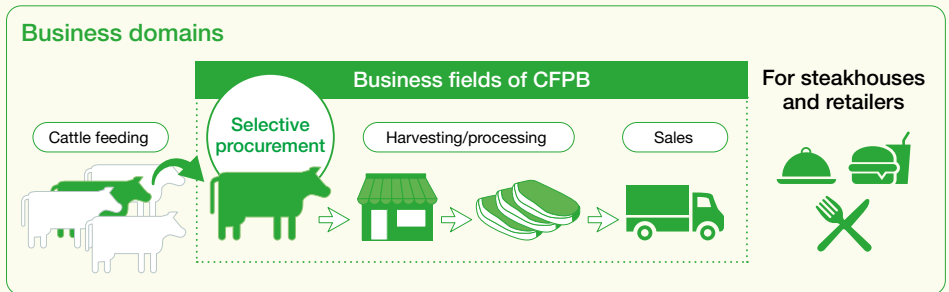 Business domains
Business fields of CFPB
For steakhouses
and retailers
Cattle feeding
Selective
procurement
Harvesting/processing
Sales